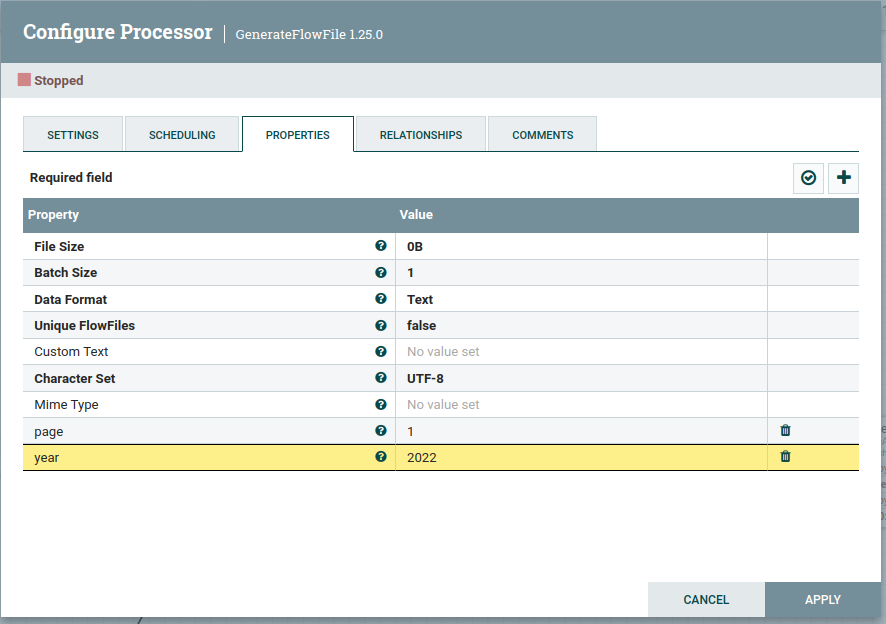 Configure Processor | GenerateFlowFile 1.25.0
Stopped
SETTINGS SCHEDULING PROPERTIES RELATIONSHIPS COMMENTS
Required field
Property Value
File Size 0B
Batch Size 1
Data Format Text
Unique FlowFiles false
Custom Text No value set
Character Set UTF-8
Mime Type No value set
page 1
year 2022
CANCEL APPLY